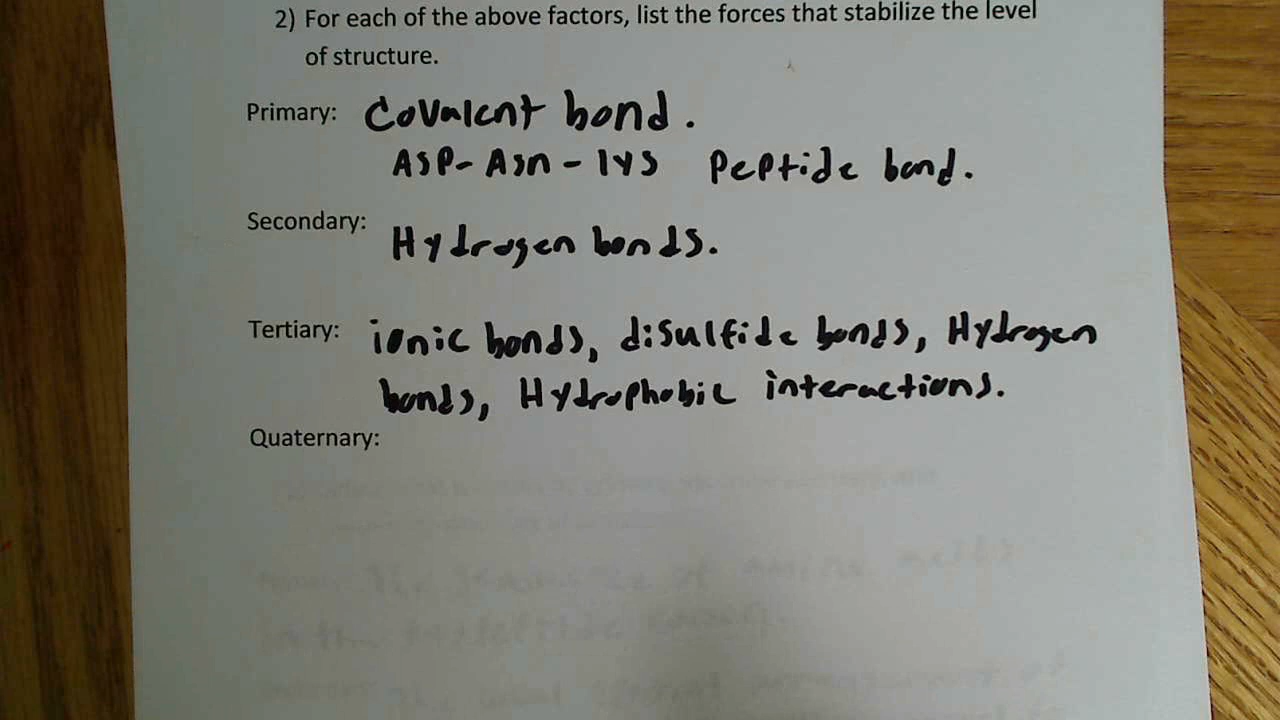 2) For each of the above factors, list the forces that stabilize the level
of structure.
Primary: Covalent bond.
ASP- Asn - lys Peptide bond.
Secondary:
Hydrogen bonds.
Tertiary: ionic bonds, disulfide bonds, Hydrogen
bonds, Hydrophobic interactions.
Quaternary: